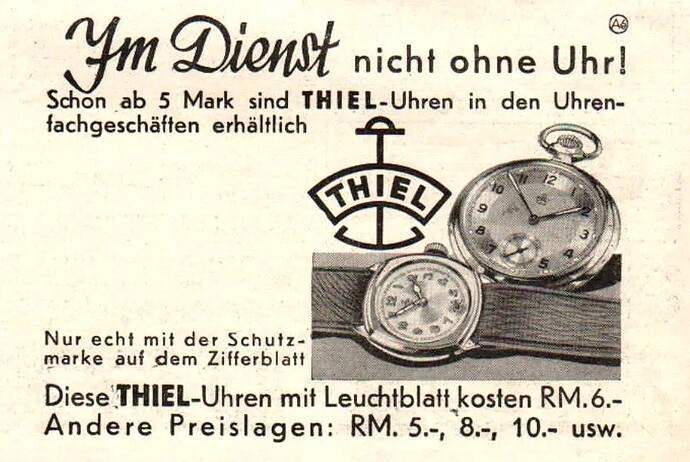 Im Dienst nicht ohne Uhr!
A6
Schon ab 5 Mark sind THIEL-Uhren in den Uhren-
fachgeschäften erhältlich
THIEL
Nur echt mit der Schutz-
marke auf dem Zifferblatt
Diese THIEL-Uhren mit Leuchtblatt kosten RM.6.-
Andere Preislagen: RM. 5.-, 8.-, 10.- usw.